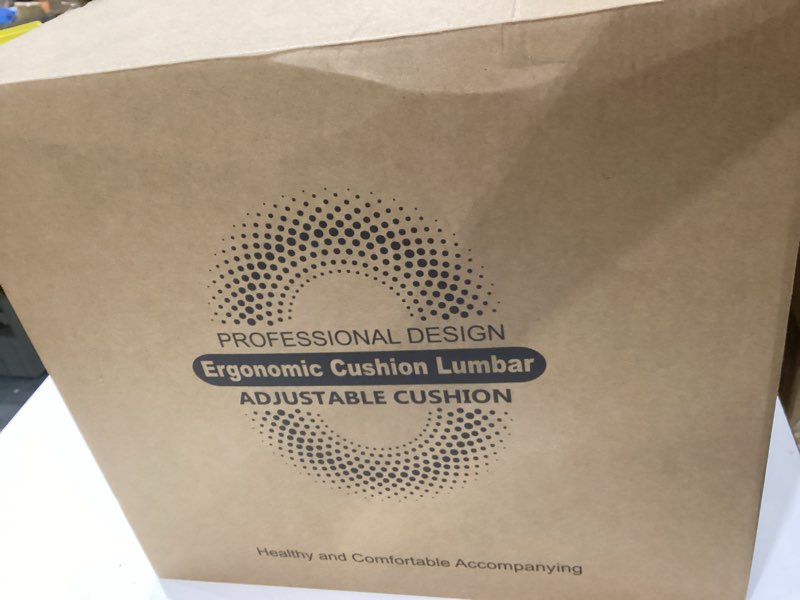 PROFESSIONAL DESIGN
Ergonomic Cushion Lumbar
ADJUSTABLE CUSHION
Healthy and Comfortable Accompanying